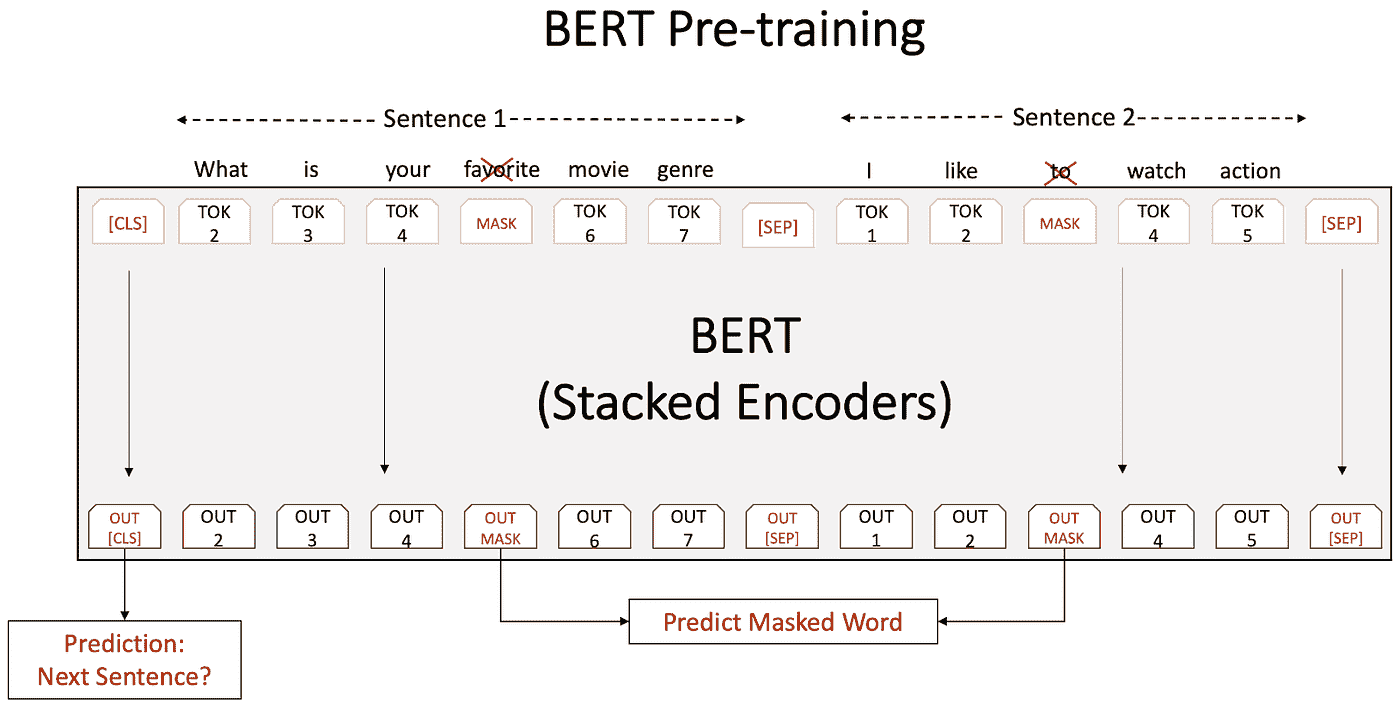 BERT Pre-training
Sentence 1 Sentence 2
What is your favorite movie genre I like to watch action
[CLS] TOK 2 TOK 3 TOK 4 MASK TOK 6 TOK 7 [SEP] TOK 1 TOK 2 MASK TOK 4 TOK 5 [SEP]
BERT
(Stacked Encoders)
OUT [CLS] OUT 2 OUT 3 OUT 4 OUT MASK OUT 6 OUT 7 OUT [SEP] OUT 1 OUT 2 OUT MASK OUT 4 OUT 5 OUT [SEP]
Predict Masked Word
Prediction:
Next Sentence?